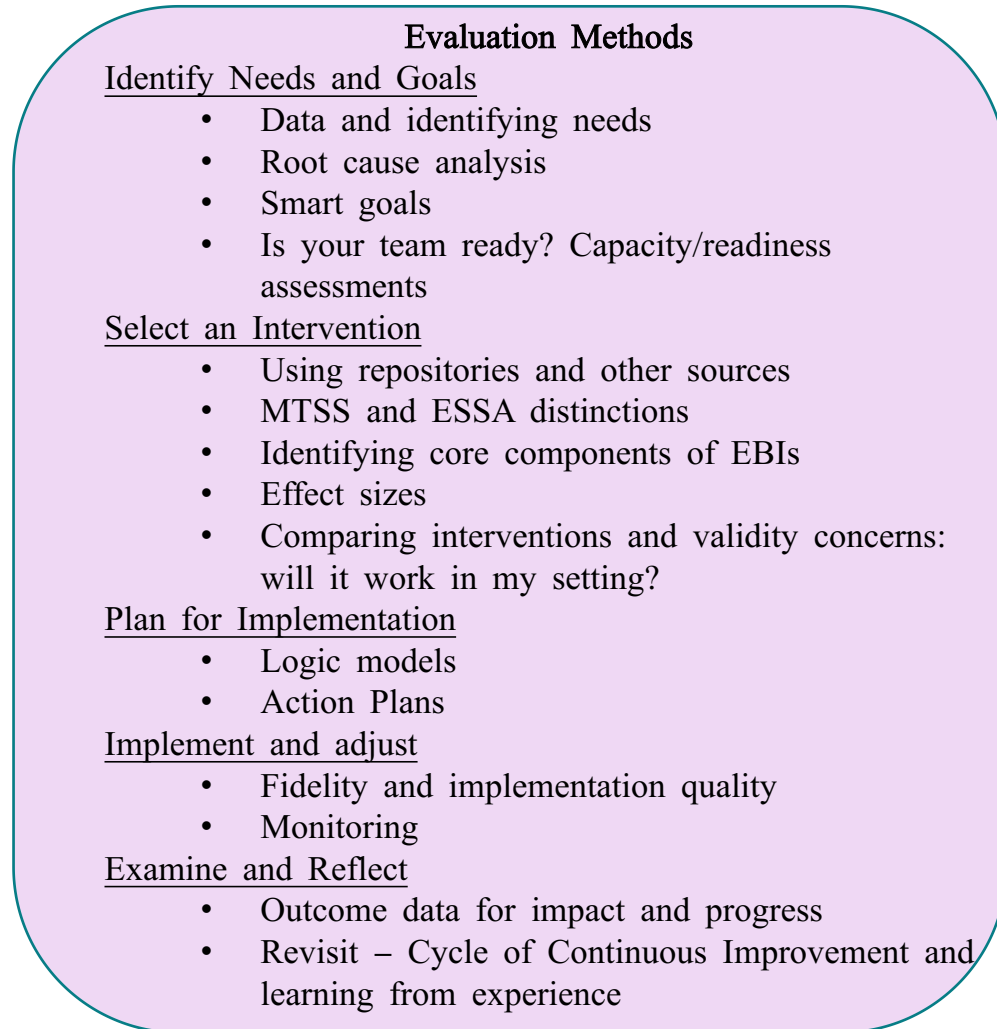 Evaluation Methods
Identify Needs and Goals
• Data and identifying needs
• Root cause analysis
• Smart goals
• Is your team ready? Capacity/readiness
assessments
Select an Intervention
• Using repositories and other sources
• MTSS and ESSA distinctions
• Identifying core components of EBIs
• Effect sizes
• Comparing interventions and validity concerns:
will it work in my setting?
Plan for Implementation
• Logic models
• Action Plans
Implement and adjust
• Fidelity and implementation quality
• Monitoring
Examine and Reflect
• Outcome data for impact and progress
• Revisit – Cycle of Continuous Improvement and
learning from experience